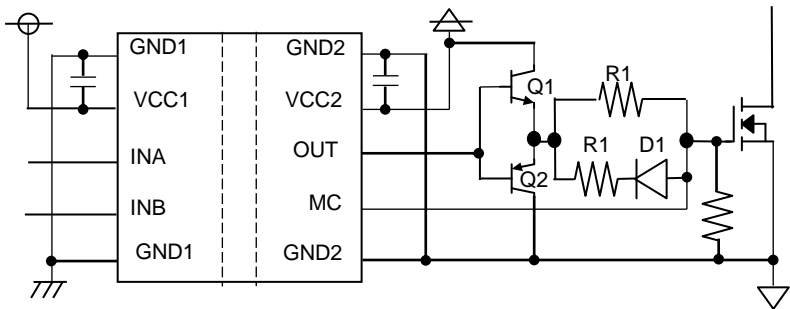 GND1
VCC1
INA
INB
GND1
GND2
VCC2
OUT
MC
GND2
Q1
Q2
R1
R1
D1